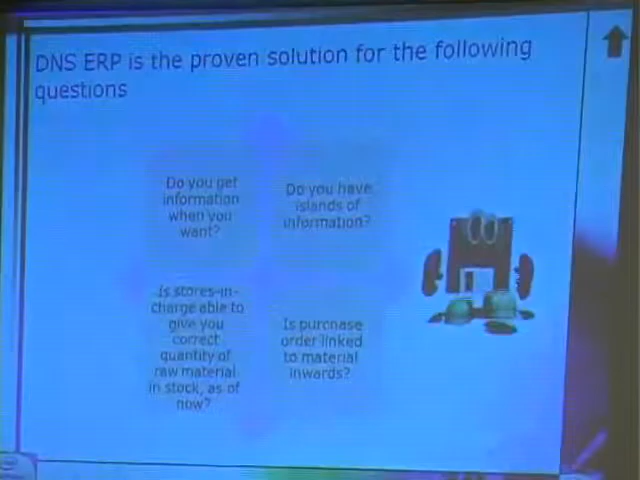 DNS ERP is the proven solution for the following
questions
Do you get
information
when you
want?
Do you have
islands of
information?
Is stores-in-
charge able to
give you
correct
quantity of
raw material
in stock, as of
now?
Is purchase
order linked
to material
inwards?